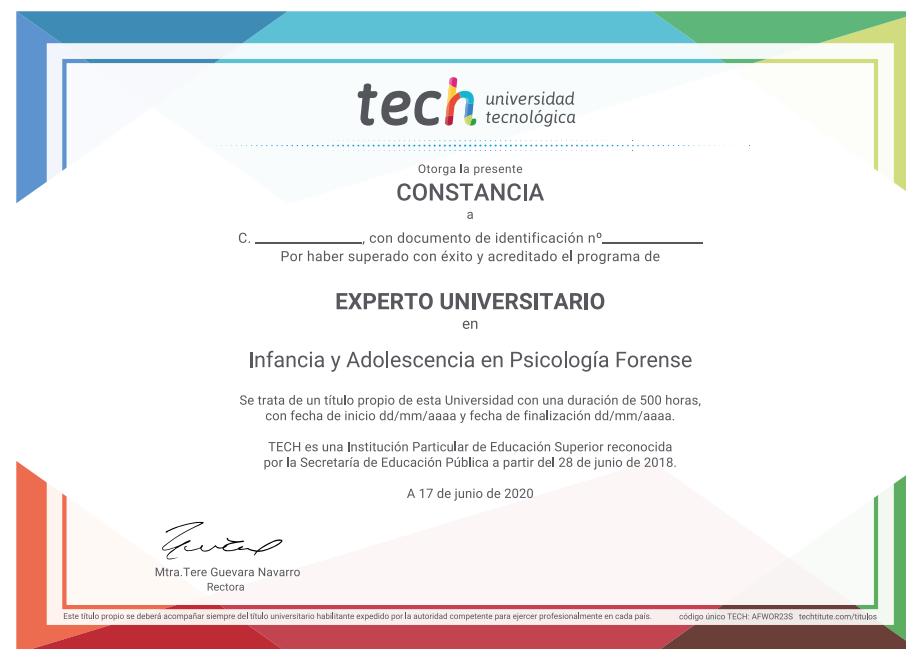 tech universidad
tecnológica
Otorga la presente
CONSTANCIA
a
C. ____________, con documento de identificación nº____________
Por haber superado con éxito y acreditado el programa de
EXPERTO UNIVERSITARIO
en
Infancia y Adolescencia en Psicología Forense
Se trata de un título propio de esta Universidad con una duración de 500 horas,
con fecha de inicio dd/mm/aaaa y fecha de finalización dd/mm/aaaa.
TECH es una Institución Particular de Educación Superior reconocida
por la Secretaría de Educación Pública a partir del 28 de junio de 2018.
A 17 de junio de 2020
Mtra.Tere Guevara Navarro
Rectora
Este título propio se deberá acompañar siempre del título universitario habilitante expedido por la autoridad competente para ejercer profesionalmente en cada país. código único TECH: AFWOR23S techtitute.com/titulos